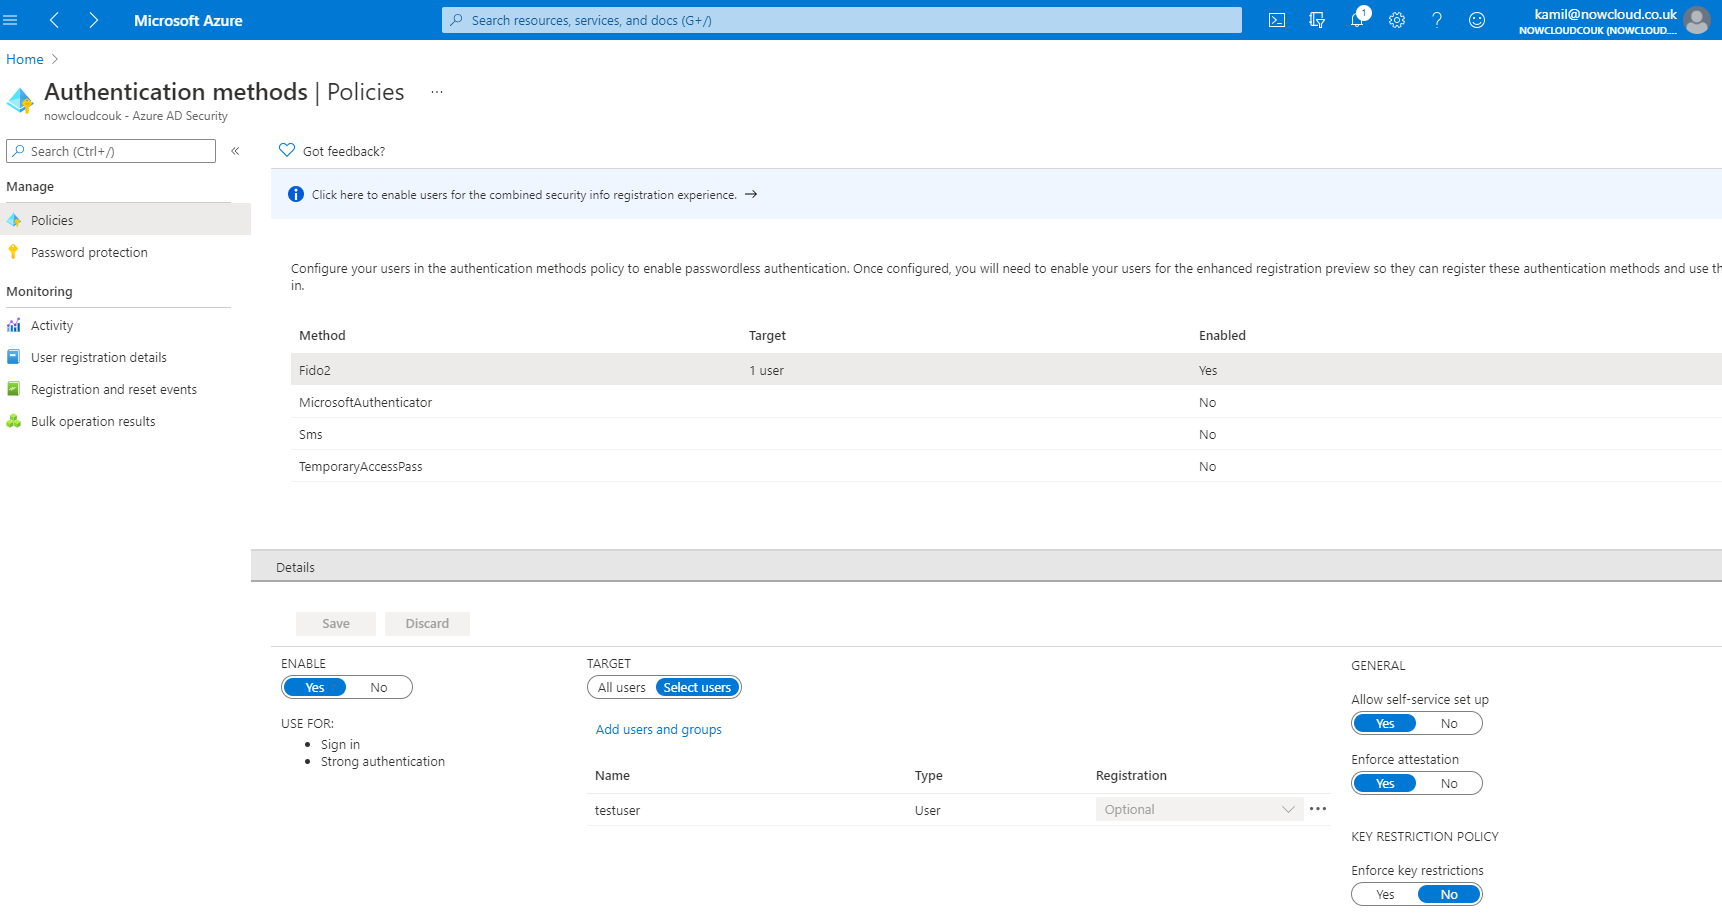 Microsoft Azure
Search resources, services, and docs (G+/)
1
kamil@nowcloud.co.uk
NOWCLOUDCOUK (NOWCLOUD....
Home
Authentication methods | Policies ...
nowcloudcouk - Azure AD Security
Search (Ctrl+/)
«
Got feedback?
Manage
Policies
Password protection
Monitoring
Activity
User registration details
Registration and reset events
Bulk operation results
Click here to enable users for the combined security info registration experience. →
Configure your users in the authentication methods policy to enable passwordless authentication. Once configured, you will need to enable your users for the enhanced registration preview so they can register these authentication methods and use th
in.
Method Target Enabled
Fido2 1 user Yes
MicrosoftAuthenticator No
Sms No
TemporaryAccessPass No
Details
Save Discard
ENABLE
Yes No
USE FOR:
• Sign in
• Strong authentication
TARGET
All users Select users
Add users and groups
Name Type Registration
testuser User Optional ...
GENERAL
Allow self-service set up
Yes No
Enforce attestation
Yes No
KEY RESTRICTION POLICY
Enforce key restrictions
Yes No